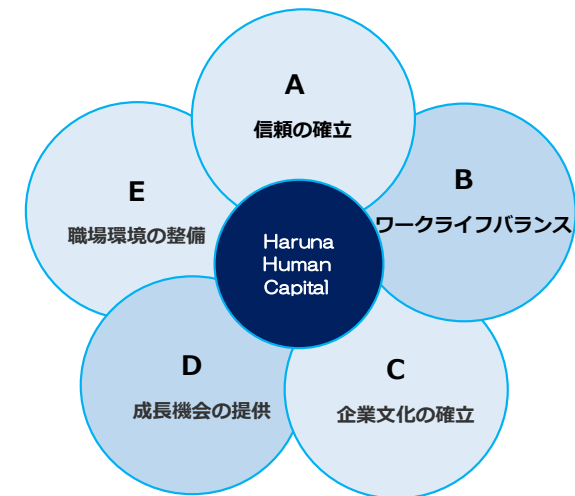 A
信頼の確立
B
ワークライフバランス
C
企業文化の確立
D
成長機会の提供
E
職場環境の整備
Haruna
Human
Capital